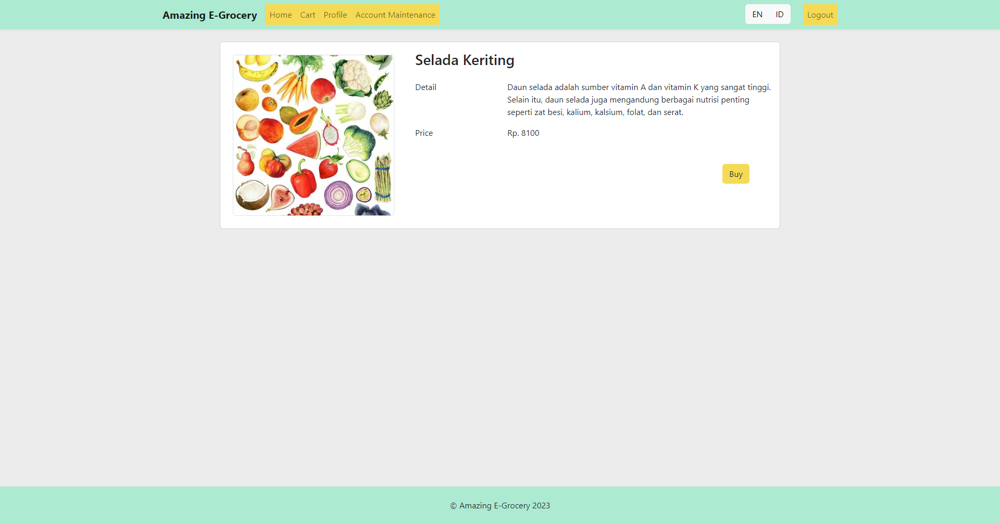 Amazing E-Grocery Home Cart Profile Account Maintenance EN ID Logout
Selada Keriting
Detail Daun selada adalah sumber vitamin A dan vitamin K yang sangat tinggi.
Selain itu, daun selada juga mengandung berbagai nutrisi penting
seperti zat besi, kalium, kalsium, folat, dan serat.
Price Rp. 8100
Buy
© Amazing E-Grocery 2023